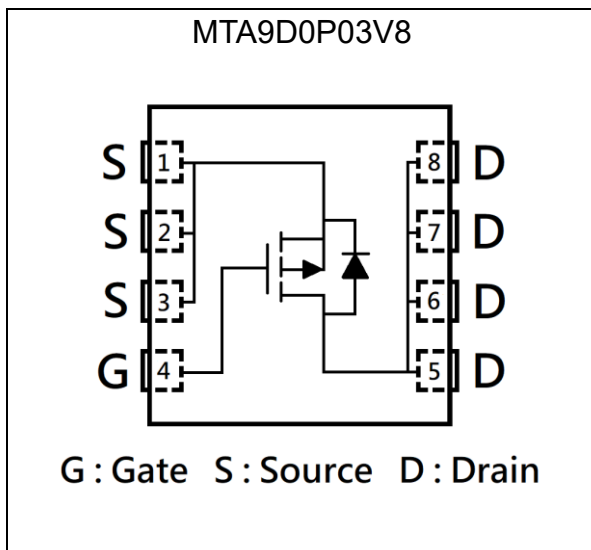 MTA9D0P03V8
S 1 8 D
S 2 7 D
S 3 6 D
G 4 5 D
G : Gate S : Source D : Drain